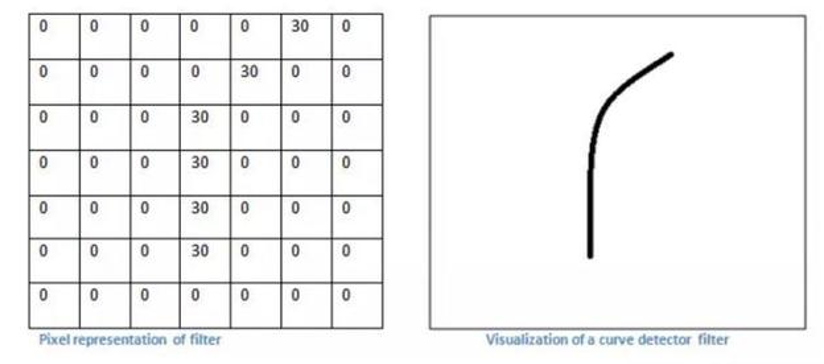 0 0 0 0 0 30 0
0 0 0 0 30 0 0
0 0 0 30 0 0 0
0 0 0 30 0 0 0
0 0 0 30 0 0 0
0 0 0 30 0 0 0
0 0 0 0 0 0 0
Pixel representation of filter
Visualization of a curve detector filter